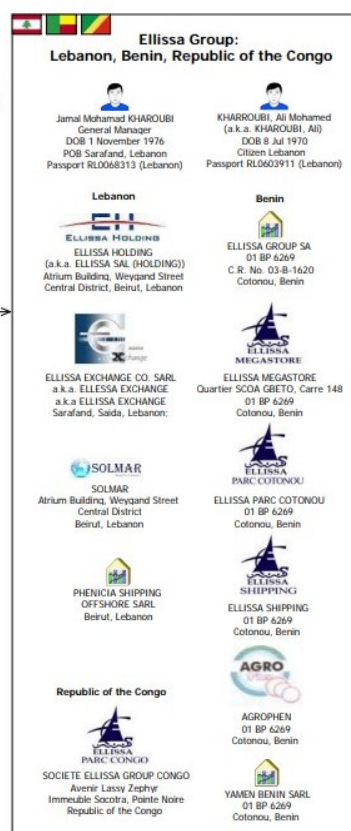 Ellissa Group:
Lebanon, Benin, Republic of the Congo
Jamal Mohamad KHAROUBI
General Manager
DOB 1 November 1976
POB Sarafand, Lebanon
Passport RL0068313 (Lebanon)
KHARROUBI, Ali Mohamed
(a.k.a. KHAROUBI, Ali)
DOB 8 Jul 1970
Citizen Lebanon
Passport RL0603911 (Lebanon)
Lebanon
EH
ELLISSA HOLDING
ELLISSA HOLDING
(a.k.a. ELLISSA SAL (HOLDING))
Atrium Building, Weygand Street
Central District, Beirut, Lebanon
xchange
ELLISSA EXCHANGE CO. SARL
a.k.a. ELLESSA EXCHANGE
a.k.a ELLISSA EXCHANGE
Sarafand, Saida, Lebanon;
SOLMAR
SOLMAR
Atrium Building, Weygand Street
Central District
Beirut, Lebanon
PHENICIA SHIPPING
OFFSHORE SARL
Beirut, Lebanon
Republic of the Congo
ELLISSA
PARC CONGO
SOCIETE ELLISSA GROUP CONGO
Avenir Lassy Zephyr
Immeuble Socotra, Pointe Noire
Republic of the Congo
Benin
ELLISSA GROUP SA
01 BP 6269
C.R. No. 03-B-1620
Cotonou, Benin
ELLISSA
MEGASTORE
ELLISSA MEGASTORE
Quartier SCOA GBETO, Carre 148
01 BP 6269
Cotonou, Benin
ELLISSA
PARC COTONOU
ELLISSA PARC COTONOU
01 BP 6269
Cotonou, Benin
ELLISSA
SHIPPING
ELLISSA SHIPPING
01 BP 6269
Cotonou, Benin
AGRO
AGROPHEN
01 BP 6269
Cotonou, Benin
YAMEN BENIN SARL
01 BP 6269
Cotonou, Benin